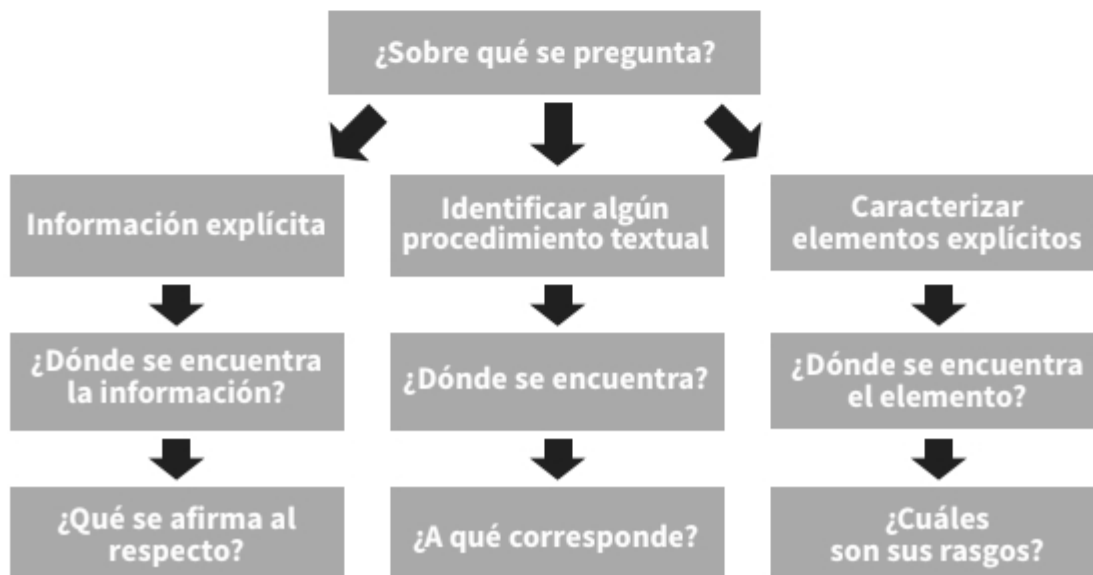 ¿Sobre qué se pregunta?
Información explícita
Identificar algún
procedimiento textual
Caracterizar
elementos explícitos
¿Dónde se encuentra
la información?
¿Dónde se encuentra?
¿Dónde se encuentra
el elemento?
¿Qué se afirma al
respecto?
¿A qué corresponde?
¿Cuáles
son sus rasgos?